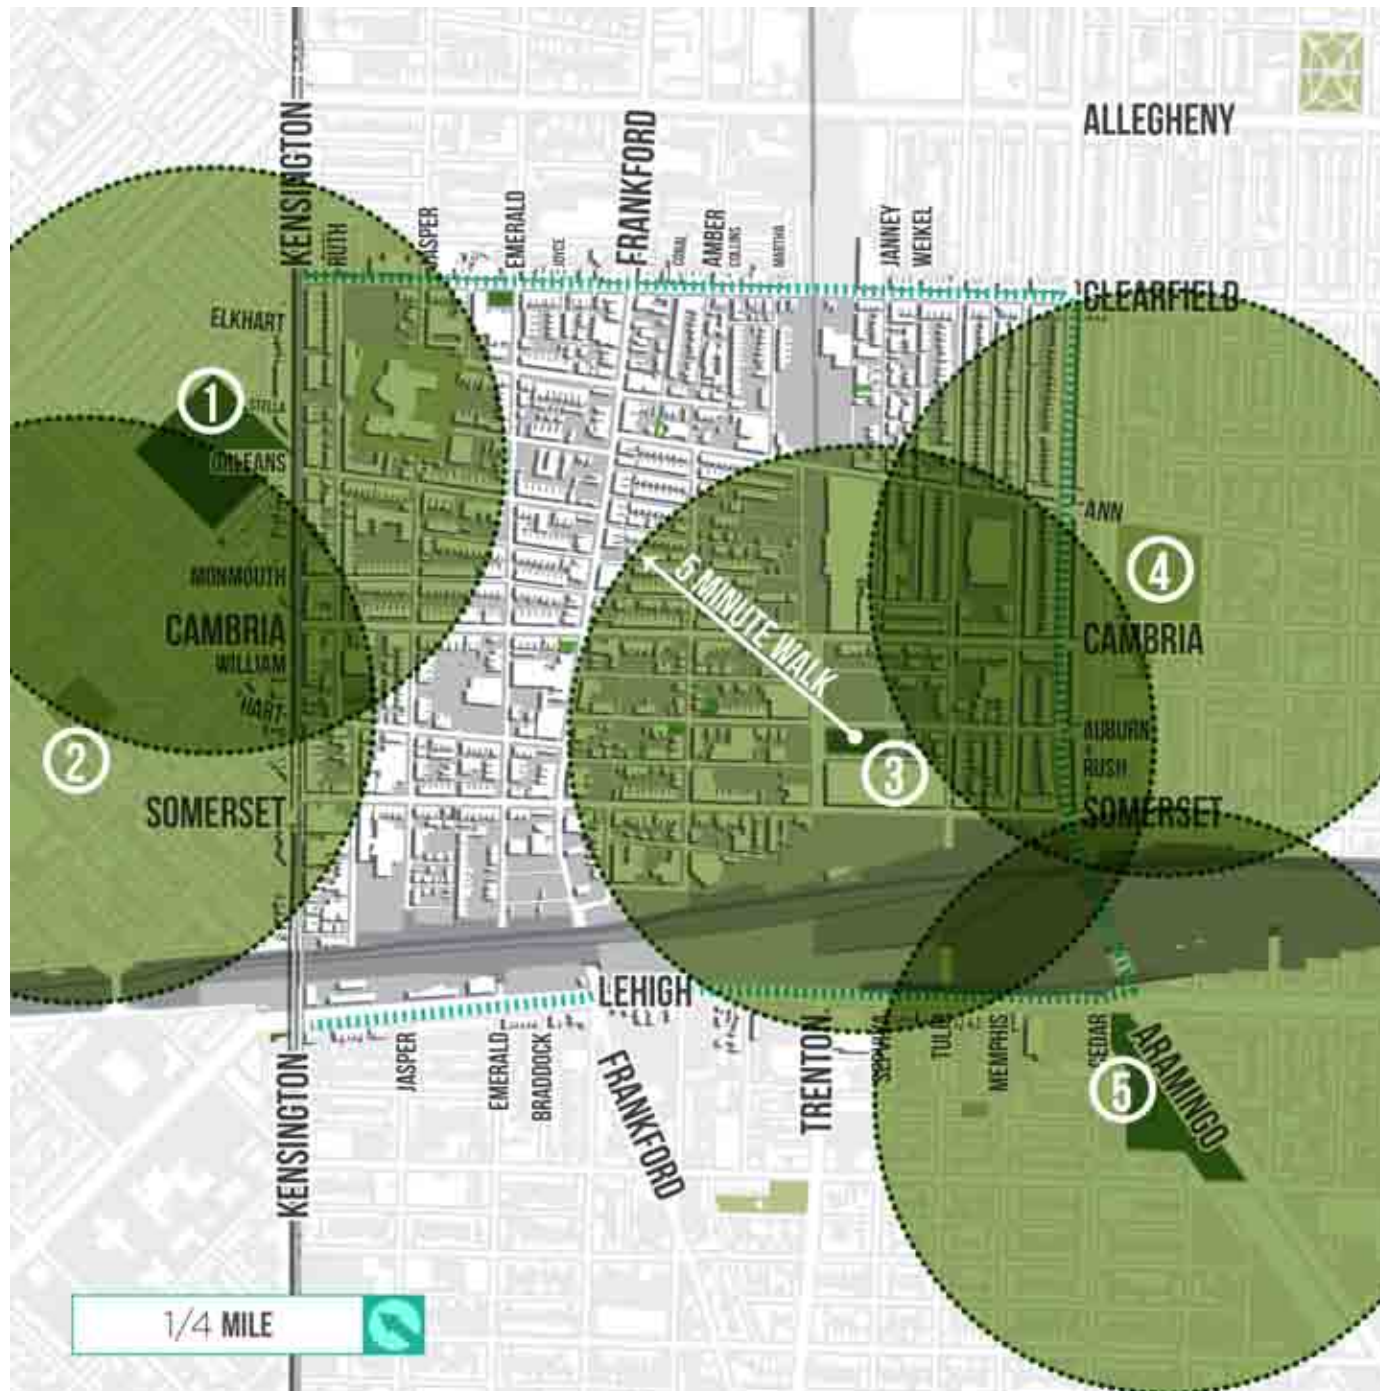 ALLEGHENY
KENSINGTON
RUTH
JASPER
EMERALD
JOYCE
FRANKFORD
CORAL
AMBER
COLLINS
MARTHA
JANNEY
WEIKEL
CLEARFIELD
ELKHART
1
STELLA
ORLEANS
ANN
4
MONMOUTH
CAMBRIA
WILLIAM
HART
5 MINUTE WALK
CAMBRIA
AUBURN
RUSH
2
3
SOMERSET
SOMERSET
LEHIGH
JASPER
EMERALD
BRADDOCK
FRANKFORD
TRENTON
SEPVIVA
TULIP
MEMPHIS
CEDAR
ARAMINGO
5
KENSINGTON
1/4 MILE